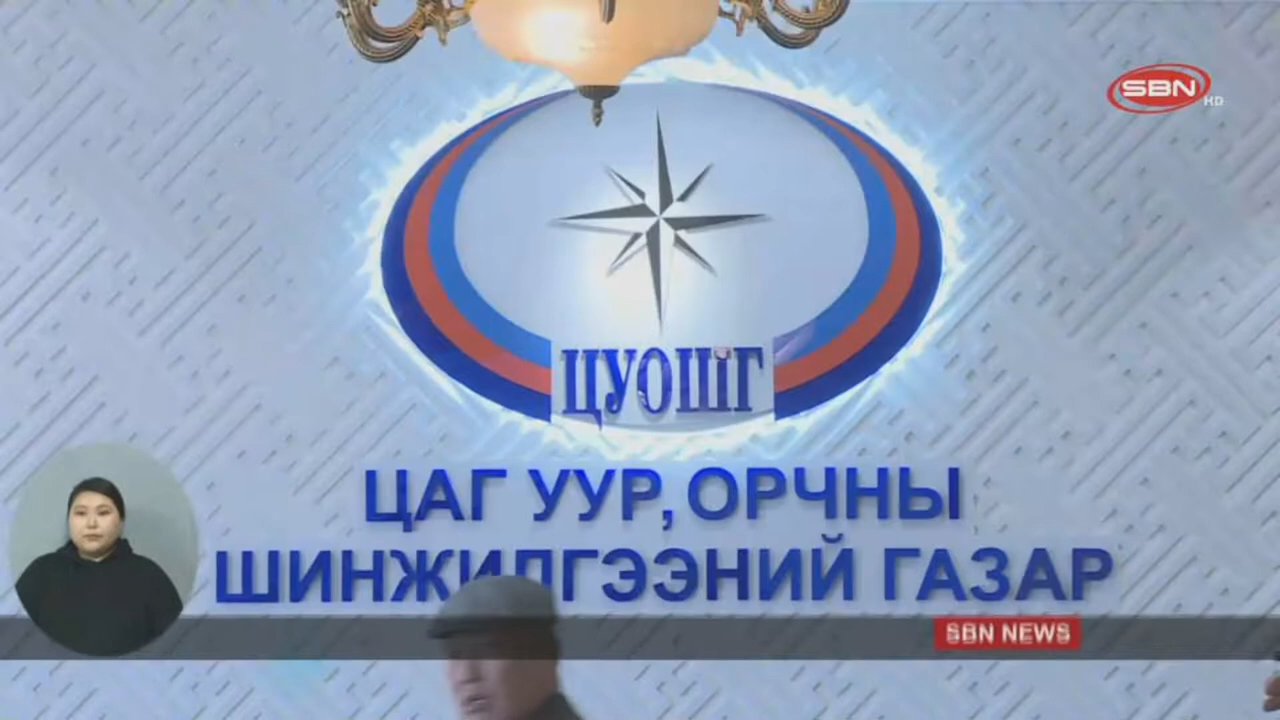 SBN HD
ЦУОШГ
ЦАГ УУР, ОРЧНЫ
ШИНЖИЛГЭЭНИЙ ГАЗАР
SBN NEWS